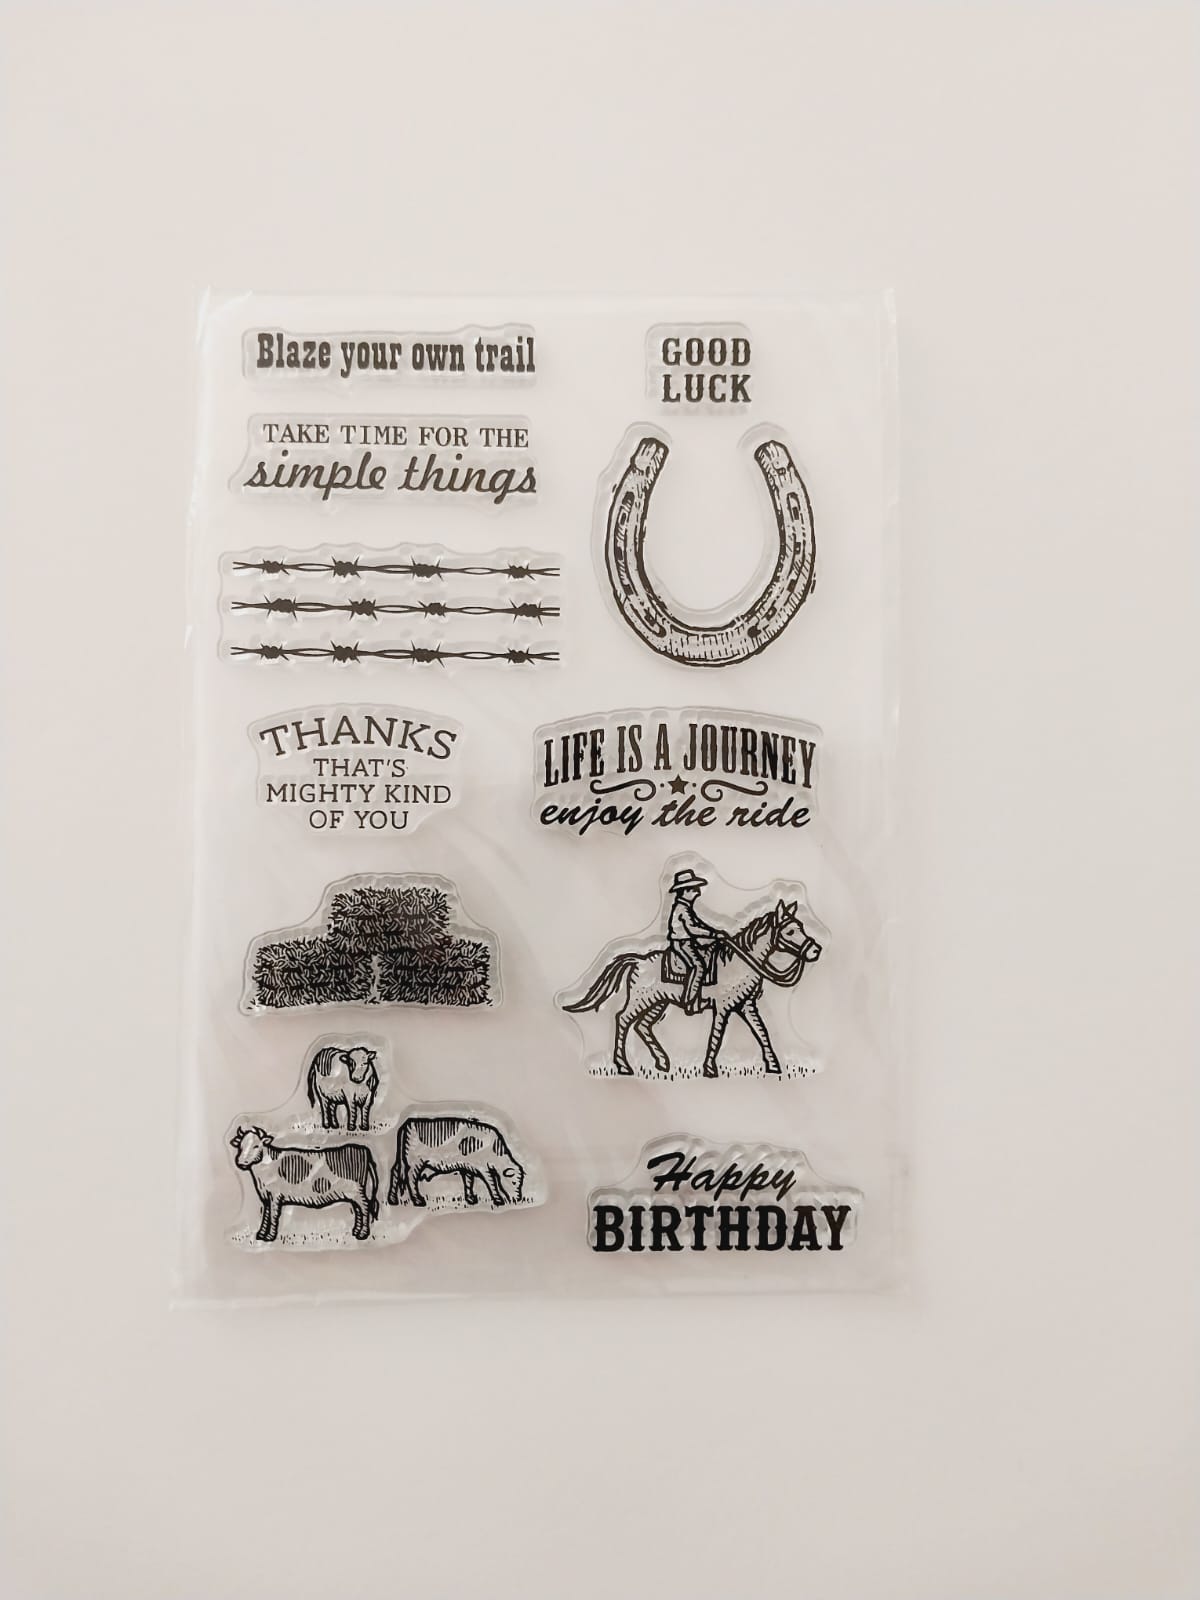 Blaze your own trail
GOOD
LUCK
TAKE TIME FOR THE
simple things
THANKS
THAT'S
MIGHTY KIND
OF YOU
LIFE IS A JOURNEY
enjoy the ride
Happy
BIRTHDAY